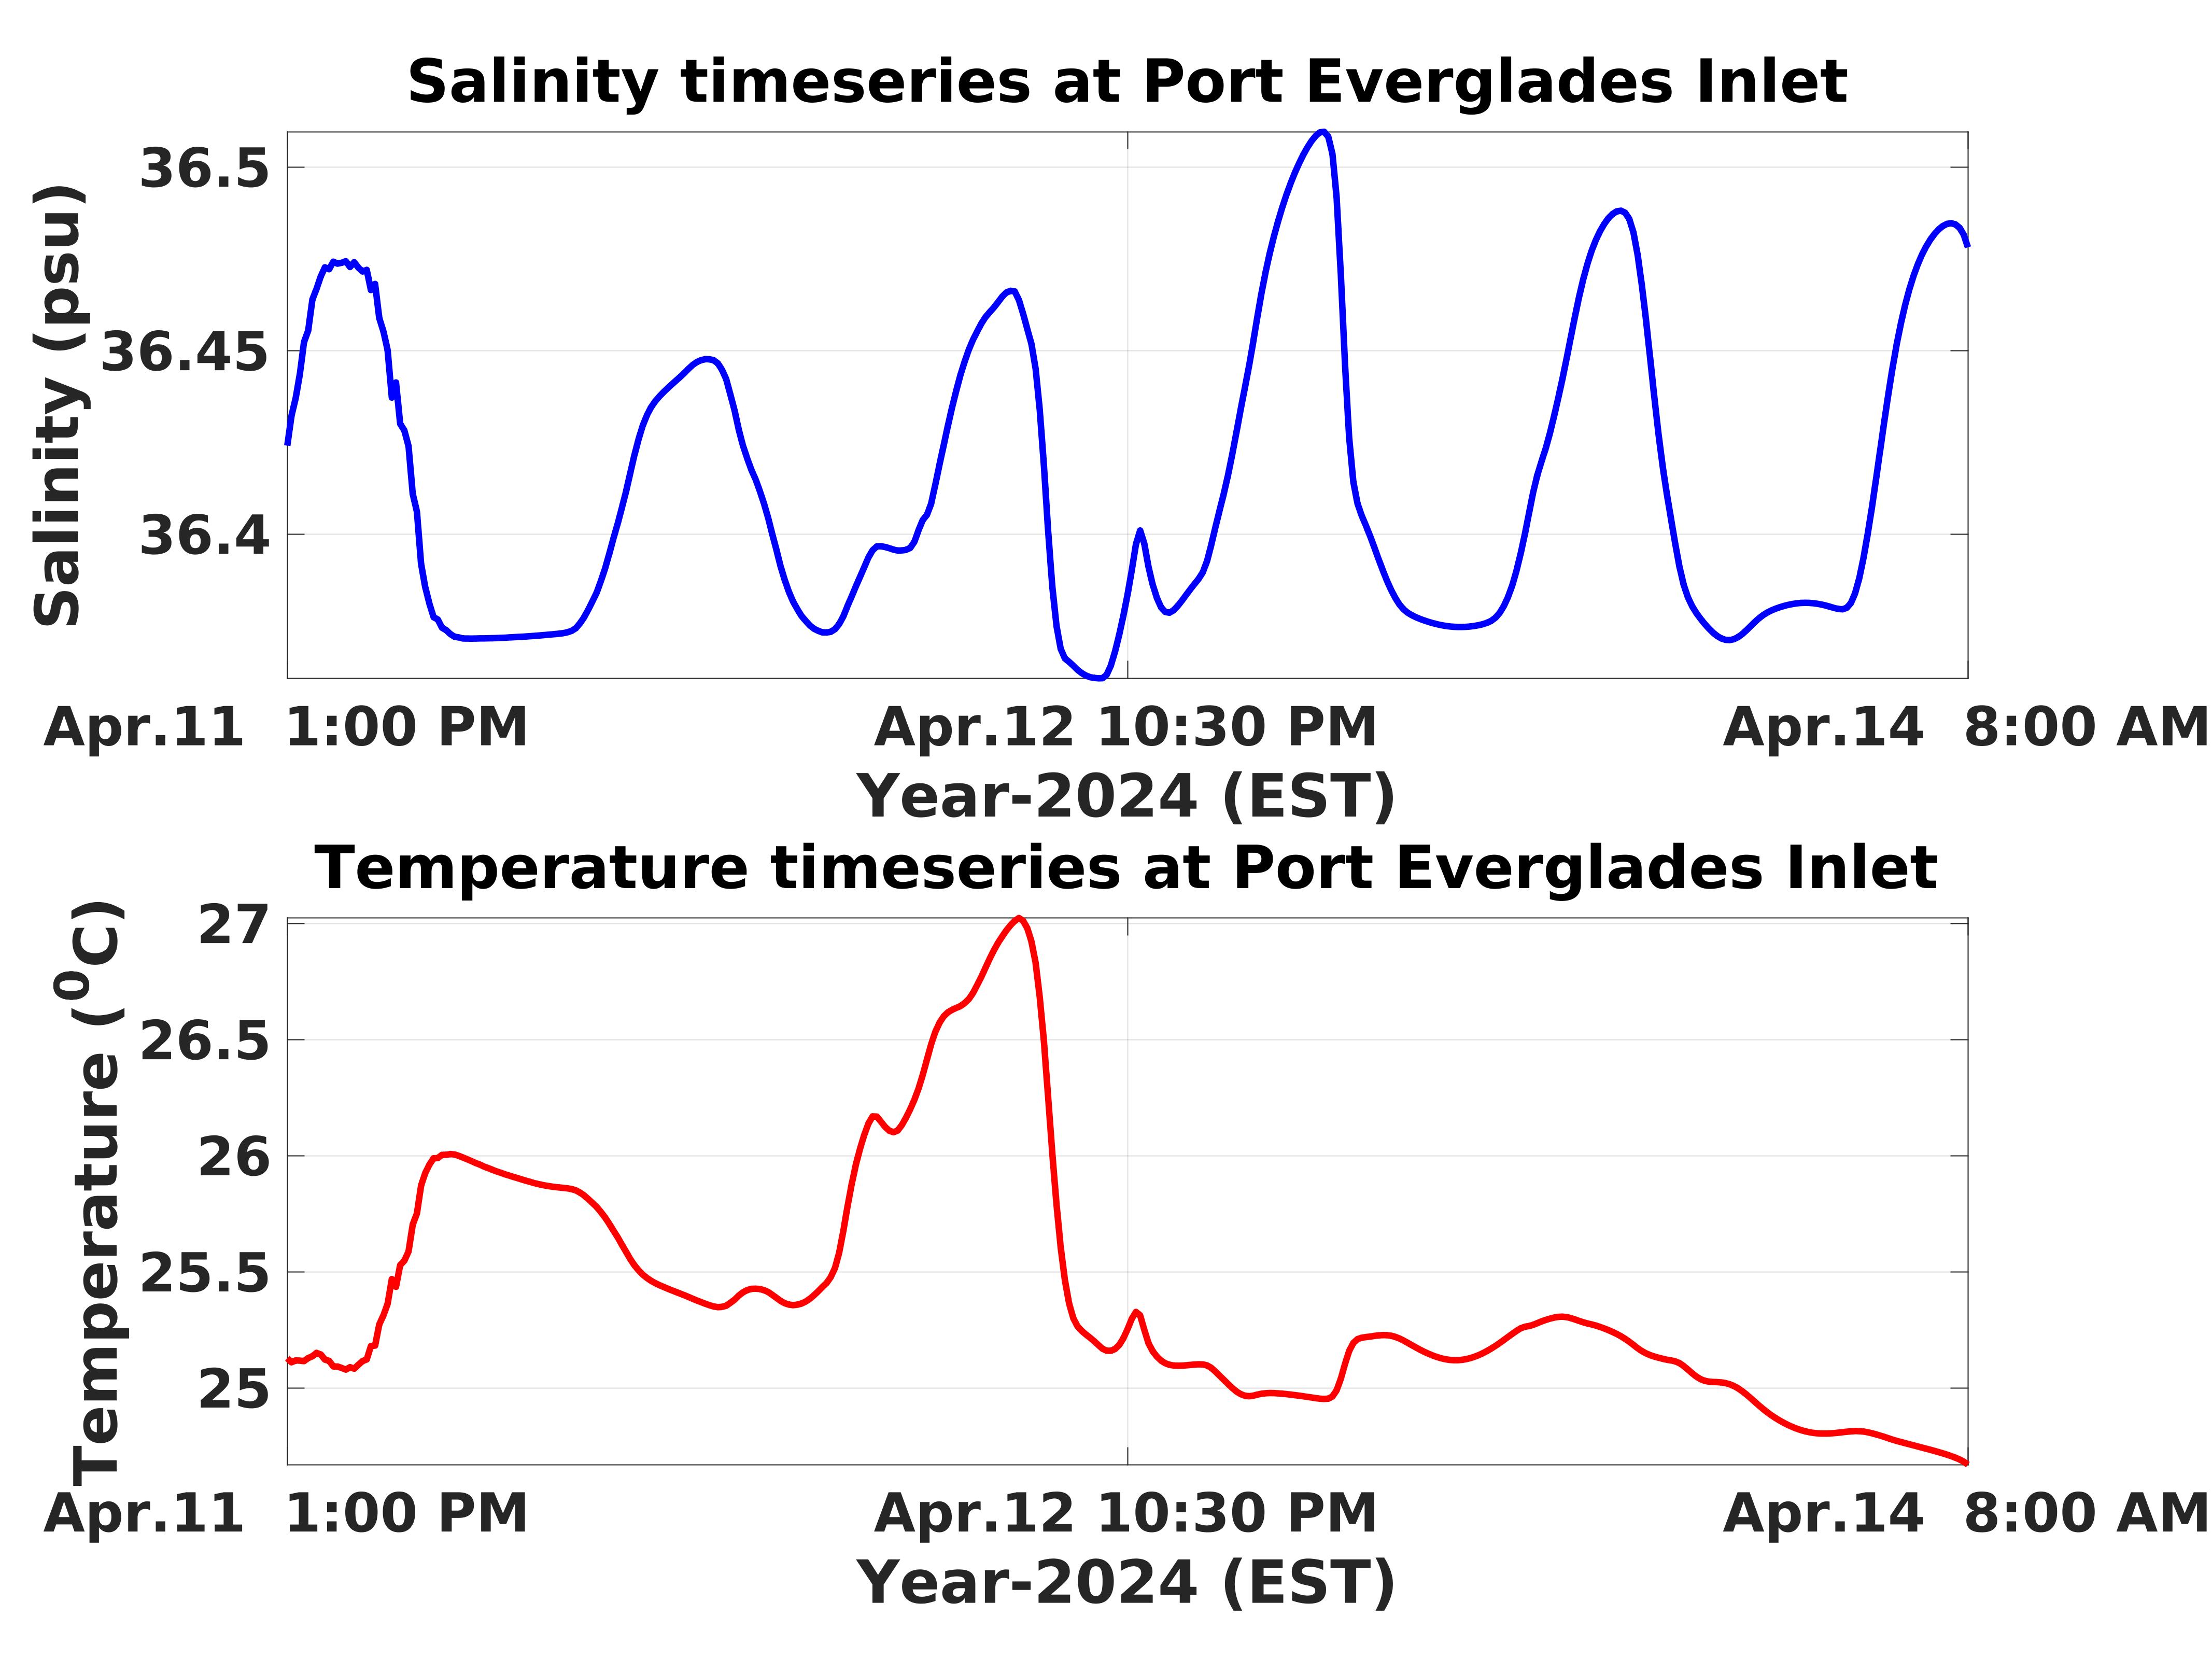 Salinity timeseries at Port Everglades Inlet
Salinity (psu)
36.5
36.45
36.4
Apr.11  1:00 PM
Apr.12 10:30 PM
Apr.14  8:00 AM
Year-2024 (EST)
Temperature timeseries at Port Everglades Inlet
Temperature (⁰C)
27
26.5
26
25.5
25
Apr.11  1:00 PM
Apr.12 10:30 PM
Apr.14  8:00 AM
Year-2024 (EST)